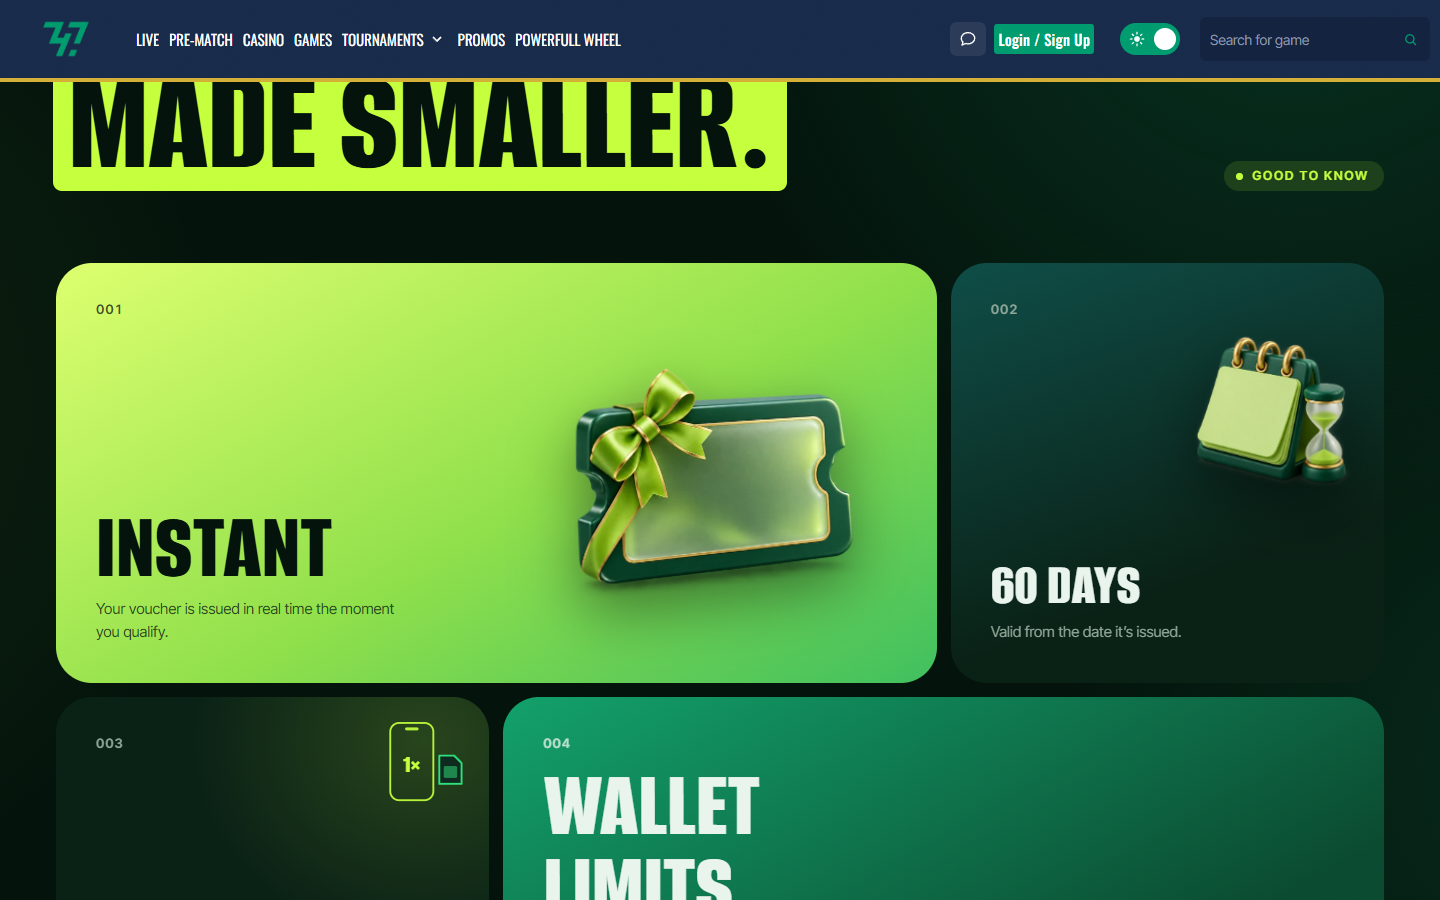 LIVE PRE-MATCH CASINO GAMES TOURNAMENTS PROMOS POWERFULL WHEEL Login / Sign Up Search for game
MADE SMALLER.
GOOD TO KNOW
001
INSTANT
Your voucher is issued in real time the moment
you qualify.
002
60 DAYS
Valid from the date it's issued.
003
1×
004
WALLET
LIMITS